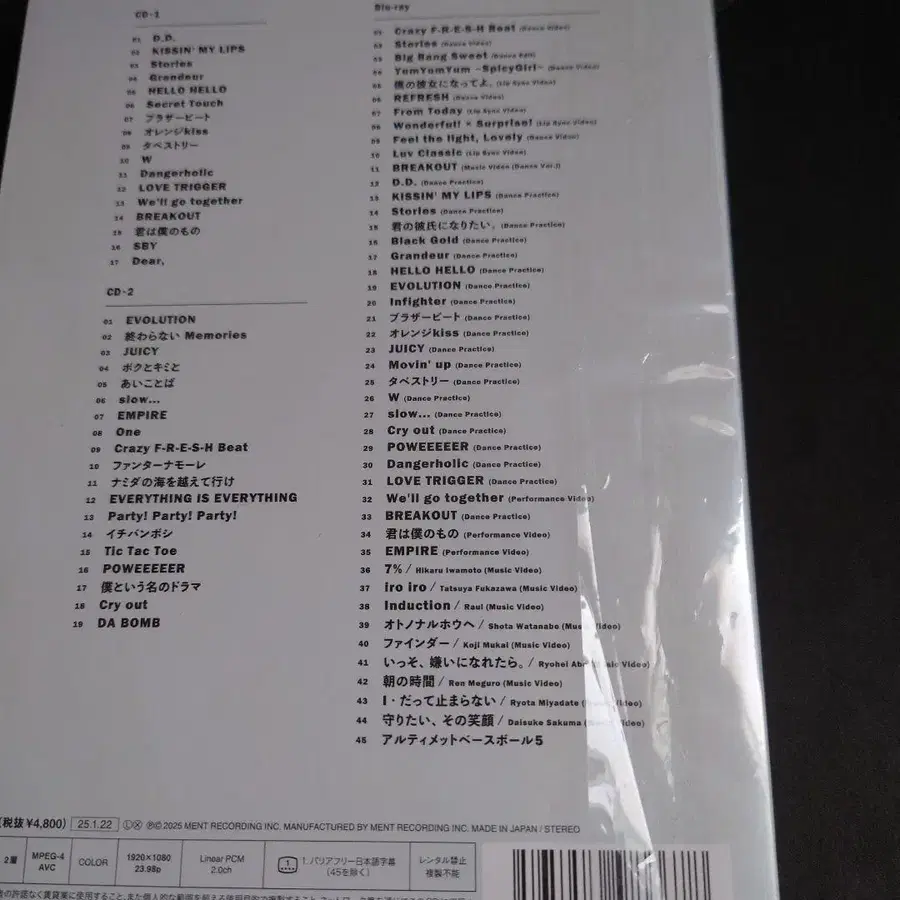 CD-1
01 D.D.
02 KISSIN' MY LIPS
03 Stories
04 Grandeur
05 HELLO HELLO
06 Secret Touch
07 ブラザービート
08 オレンジkiss
09 タペストリー
10 W
11 Dangerholic
12 LOVE TRIGGER
13 We'll go together
14 BREAKOUT
15 君は僕のもの
16 SBY
17 Dear,
CD-2
01 EVOLUTION
02 終わらない Memories
03 JUICY
04 ボクとキミと
05 あいことば
06 slow...
07 EMPIRE
08 One
09 Crazy F-R-E-S-H Beat
10 ファンターナモーレ
11 ナミダの海を越えて行け
12 EVERYTHING IS EVERYTHING
13 Party! Party! Party!
14 イチバンボシ
15 Tic Tac Toe
16 POWEEEEER
17 僕という名のドラマ
18 Cry out
19 DA BOMB
Blu-ray
01 Crazy F-R-E-S-H Beat (Dance Video)
02 Stories (Dance Video)
03 Big Bang Sweet (Dance Edit)
04 YumYumYum ~SpicyGirl~ (Dance Video)
05 僕の彼女になってよ。 (Lip Sync Video)
06 REFRESH (Dance Video)
07 From Today (Lip Sync Video)
08 Wonderful! × Surprise! (Lip Sync Video)
09 Feel the light, Lovely (Dance Video)
10 Luv Classic (Lip Sync Video)
11 BREAKOUT (Music Video (Dance Ver.)
12 D.D. (Dance Practice)
13 KISSIN' MY LIPS (Dance Practice)
14 Stories (Dance Practice)
15 君の彼氏になりたい。 (Dance Practice)
16 Black Gold (Dance Practice)
17 Grandeur (Dance Practice)
18 HELLO HELLO (Dance Practice)
19 EVOLUTION (Dance Practice)
20 Infighter (Dance Practice)
21 ブラザービート (Dance Practice)
22 オレンジkiss (Dance Practice)
23 JUICY (Dance Practice)
24 Movin' up (Dance Practice)
25 タペストリー (Dance Practice)
26 W (Dance Practice)
27 slow... (Dance Practice)
28 Cry out (Dance Practice)
29 POWEEEEER (Dance Practice)
30 Dangerholic (Dance Practice)
31 LOVE TRIGGER (Dance Practice)
32 We'll go together (Performance Video)
33 BREAKOUT (Dance Practice)
34 君は僕のもの (Performance Video)
35 EMPIRE (Performance Video)
36 7% / Hikaru Iwamoto (Music Video)
37 iro iro / Tatsuya Fukazawa (Music Video)
38 Induction / Raul (Music Video)
39 オトノナルホウヘ / Shota Watanabe (Music Video)
40 ファインダー / Koji Mukai (Music Video)
41 いっそ、嫌いになれたら。 / Ryohei Abe (Music Video)
42 朝の時間 / Ren Meguro (Music Video)
43 I・だって止まらない / Ryota Miyadate (Music Video)
44 守りたい、その笑顔 / Daisuke Sakuma (Music Video)
45 アルティメットベースボール5
(税抜¥4,800) 25.1.22 ⓁⓍ ℗© 2025 MENT RECORDING INC. MANUFACTURED BY MENT RECORDING INC. MADE IN JAPAN / STEREO
2層 MPEG-4 AVC COLOR 1920×1080 23.98p Linear PCM 2.0ch 1 1. バリアフリー日本語字幕 (45を除く) レンタル禁止 複製不能